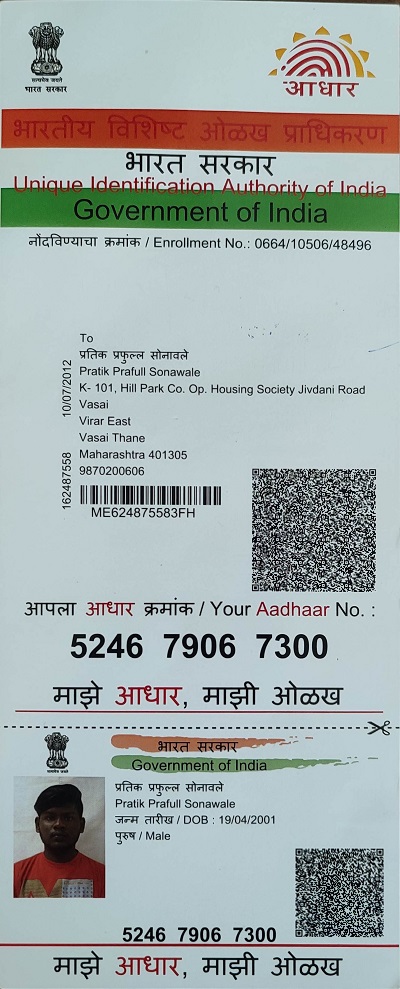 सत्यमेव जयते
भारत सरकार
आधार
भारतीय विशिष्ट ओळख प्राधिकरण
भारत सरकार
Unique Identification Authority of India
Government of India
नोंदविण्याचा क्रमांक / Enrollment No.: 0664/10506/48496
To
प्रतिक प्रफुल्ल सोनावले
Pratik Prafull Sonawale
K- 101, Hill Park Co. Op. Housing Society Jivdani Road
Vasai
Virar East
Vasai Thane
Maharashtra 401305
9870200606
10/07/2012
162487558
ME624875583FH
आपला आधार क्रमांक / Your Aadhaar No. :
5246 7906 7300
माझे आधार, माझी ओळख
भारत सरकार
Government of India
सत्यमेव जयते
प्रतिक प्रफुल्ल सोनावले
Pratik Prafull Sonawale
जन्म तारीख / DOB : 19/04/2001
पुरुष / Male
5246 7906 7300
माझे आधार, माझी ओळख